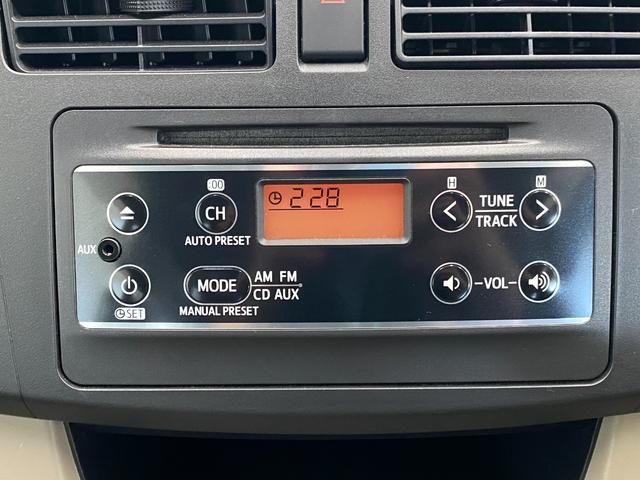 :00
H
M
2 28
CH
TUNE
TRACK
AUTO PRESET
AUX
MODE
AM FM
CD AUX
-VOL-
SET
MANUAL PRESET